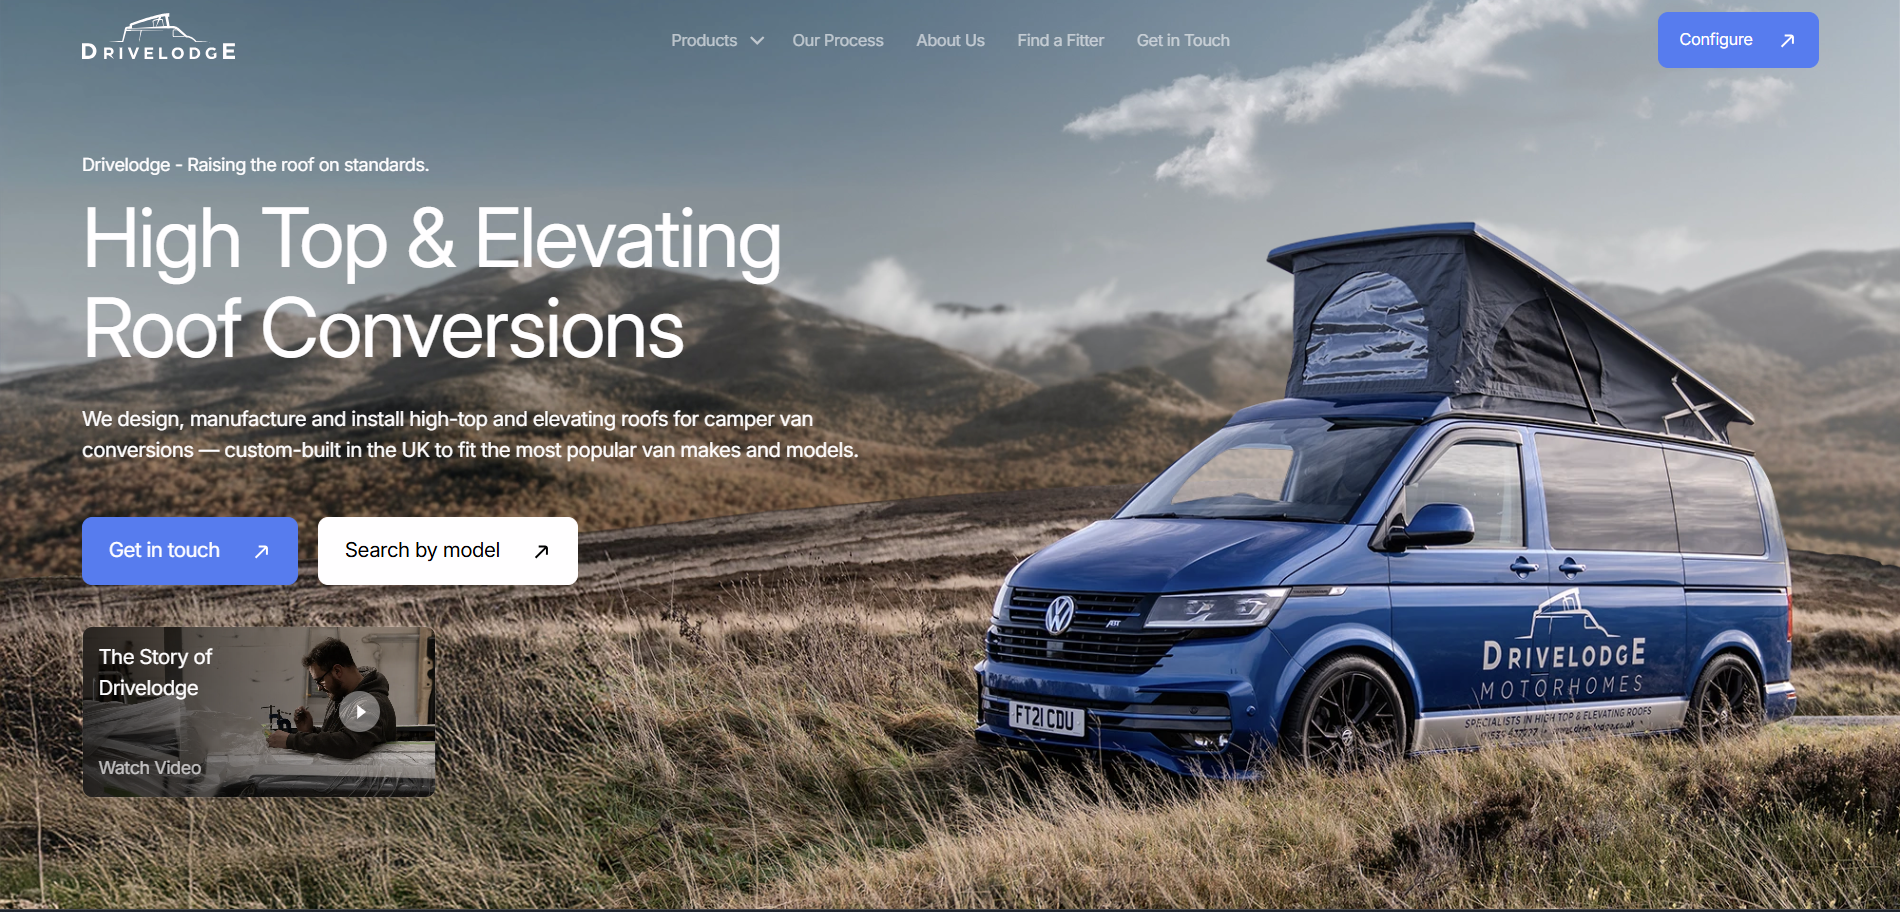 DRIVELODGE
Products
Our Process
About Us
Find a Fitter
Get in Touch
Configure
Drivelodge - Raising the roof on standards.
High Top & Elevating
Roof Conversions
We design, manufacture and install high-top and elevating roofs for camper van
conversions — custom-built in the UK to fit the most popular van makes and models.
Get in touch
Search by model
The Story of
Drivelodge
Watch Video
ABT
FT21 CDU
DRIVELODGE
MOTORHOMES
SPECIALISTS IN HIGH TOP & ELEVATING ROOFS